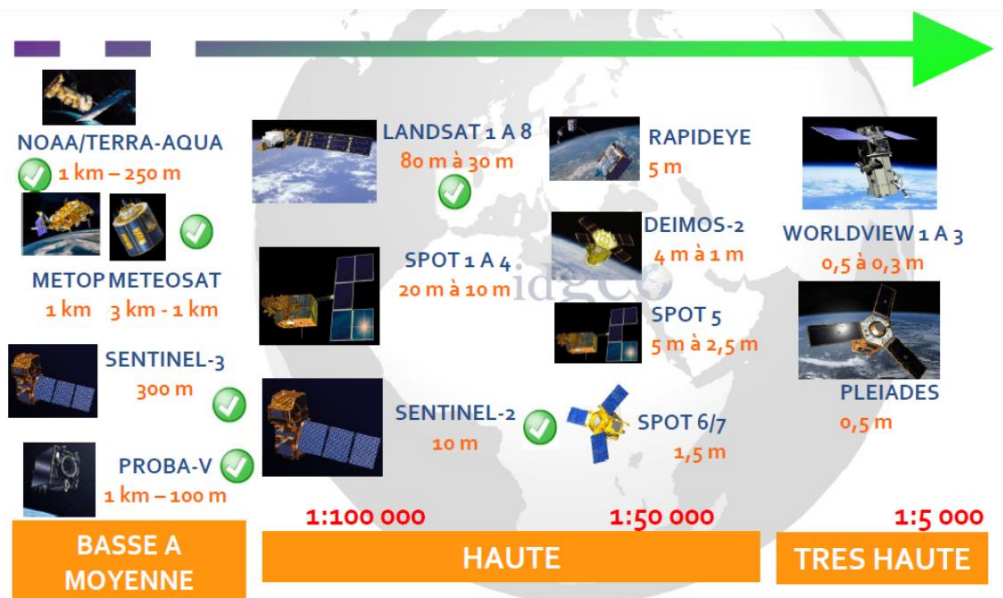 NOAA/TERRA-AQUA
1 km – 250 m
METOP METEOSAT
1 km 3 km - 1 km
SENTINEL-3
300 m
PROBA-V
1 km – 100 m
LANDSAT 1 A 8
80 m à 30 m
SPOT 1 A 4
20 m à 10 m
SENTINEL-2
10 m
RAPIDEYE
5 m
DEIMOS-2
4 m à 1 m
idgeo
SPOT 5
5 m à 2,5 m
SPOT 6/7
1,5 m
WORLDVIEW 1 A 3
0,5 à 0,3 m
PLEIADES
0,5 m
1:100 000
1:50 000
1:5 000
BASSE A
MOYENNE
HAUTE
TRES HAUTE